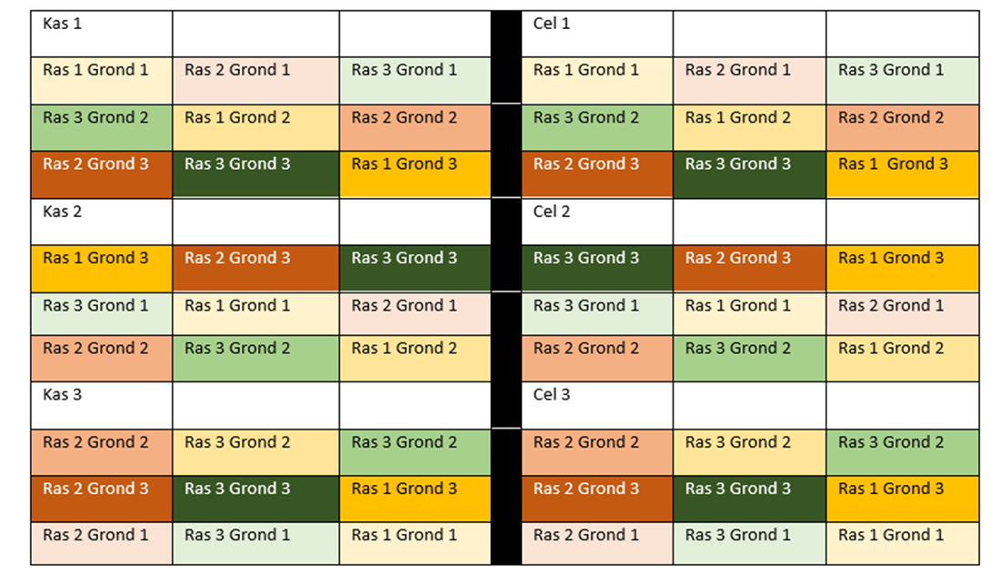 Kas 1 Cel 1
Ras 1 Grond 1 Ras 2 Grond 1 Ras 3 Grond 1 Ras 1 Grond 1 Ras 2 Grond 1 Ras 3 Grond 1
Ras 3 Grond 2 Ras 1 Grond 2 Ras 2 Grond 2 Ras 3 Grond 2 Ras 1 Grond 2 Ras 2 Grond 2
Ras 2 Grond 3 Ras 3 Grond 3 Ras 1 Grond 3 Ras 2 Grond 3 Ras 3 Grond 3 Ras 1  Grond 3
Kas 2 Cel 2
Ras 1 Grond 3 Ras 2 Grond 3 Ras 3 Grond 3 Ras 3 Grond 3 Ras 2 Grond 3 Ras 1 Grond 3
Ras 3 Grond 1 Ras 1 Grond 1 Ras 2 Grond 1 Ras 3 Grond 1 Ras 1 Grond 1 Ras 2 Grond 1
Ras 2 Grond 2 Ras 3 Grond 2 Ras 1 Grond 2 Ras 2 Grond 2 Ras 3 Grond 2 Ras 1 Grond 2
Kas 3 Cel 3
Ras 2 Grond 2 Ras 3 Grond 2 Ras 3 Grond 2 Ras 2 Grond 2 Ras 3 Grond 2 Ras 3 Grond 2
Ras 2 Grond 3 Ras 3 Grond 3 Ras 1 Grond 3 Ras 2 Grond 3 Ras 3 Grond 3 Ras 1 Grond 3
Ras 2 Grond 1 Ras 3 Grond 1 Ras 1 Grond 1 Ras 2 Grond 1 Ras 3 Grond 1 Ras 1 Grond 1